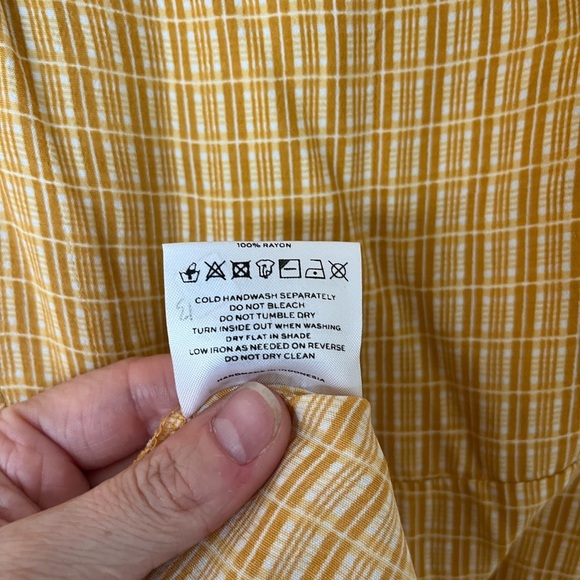 100% RAYON
COLD HANDWASH SEPARATELY
DO NOT BLEACH
DO NOT TUMBLE DRY
TURN INSIDE OUT WHEN WASHING
DRY FLAT IN SHADE
LOW IRON AS NEEDED ON REVERSE
DO NOT DRY CLEAN
HANDMADE IN INDONESIA